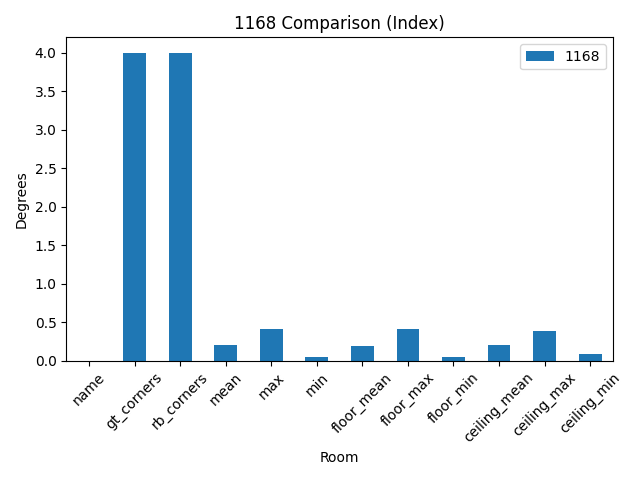 1168 Comparison (Index)
1168
Degrees
4.0
3.5
3.0
2.5
2.0
1.5
1.0
0.5
0.0
name
gt_corners
rb_corners
mean
max
min
floor_mean
floor_max
floor_min
ceiling_mean
ceiling_max
ceiling_min
Room